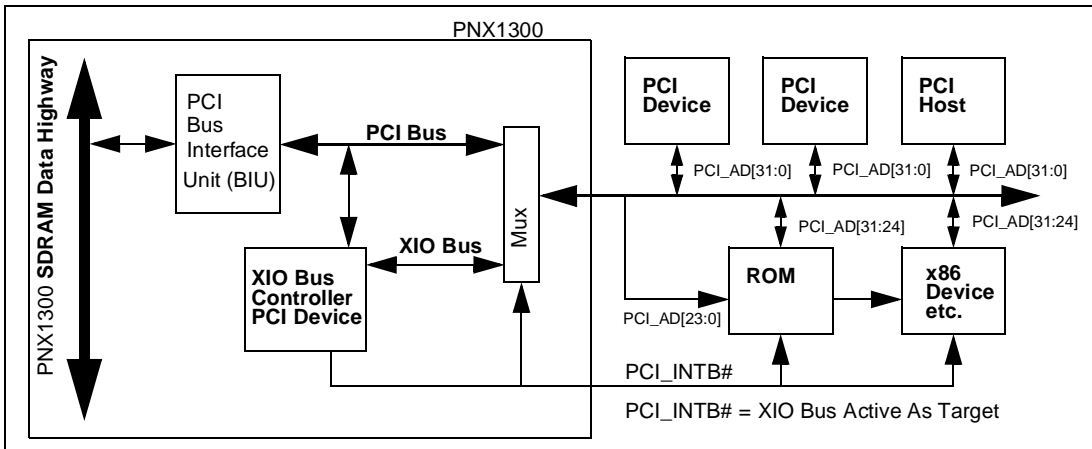 PNX1300
PNX1300 SDRAM Data Highway
PCI
Bus
Interface
Unit (BIU)
PCI Bus
XIO Bus
XIO Bus
Controller
PCI Device
Mux
PCI
Device
PCI
Device
PCI
Host
PCI_AD[31:0]
PCI_AD[31:0]
PCI_AD[31:0]
PCI_AD[31:24]
PCI_AD[31:24]
ROM
x86
Device
etc.
PCI_AD[23:0]
PCI_INTB#
PCI_INTB# = XIO Bus Active As Target